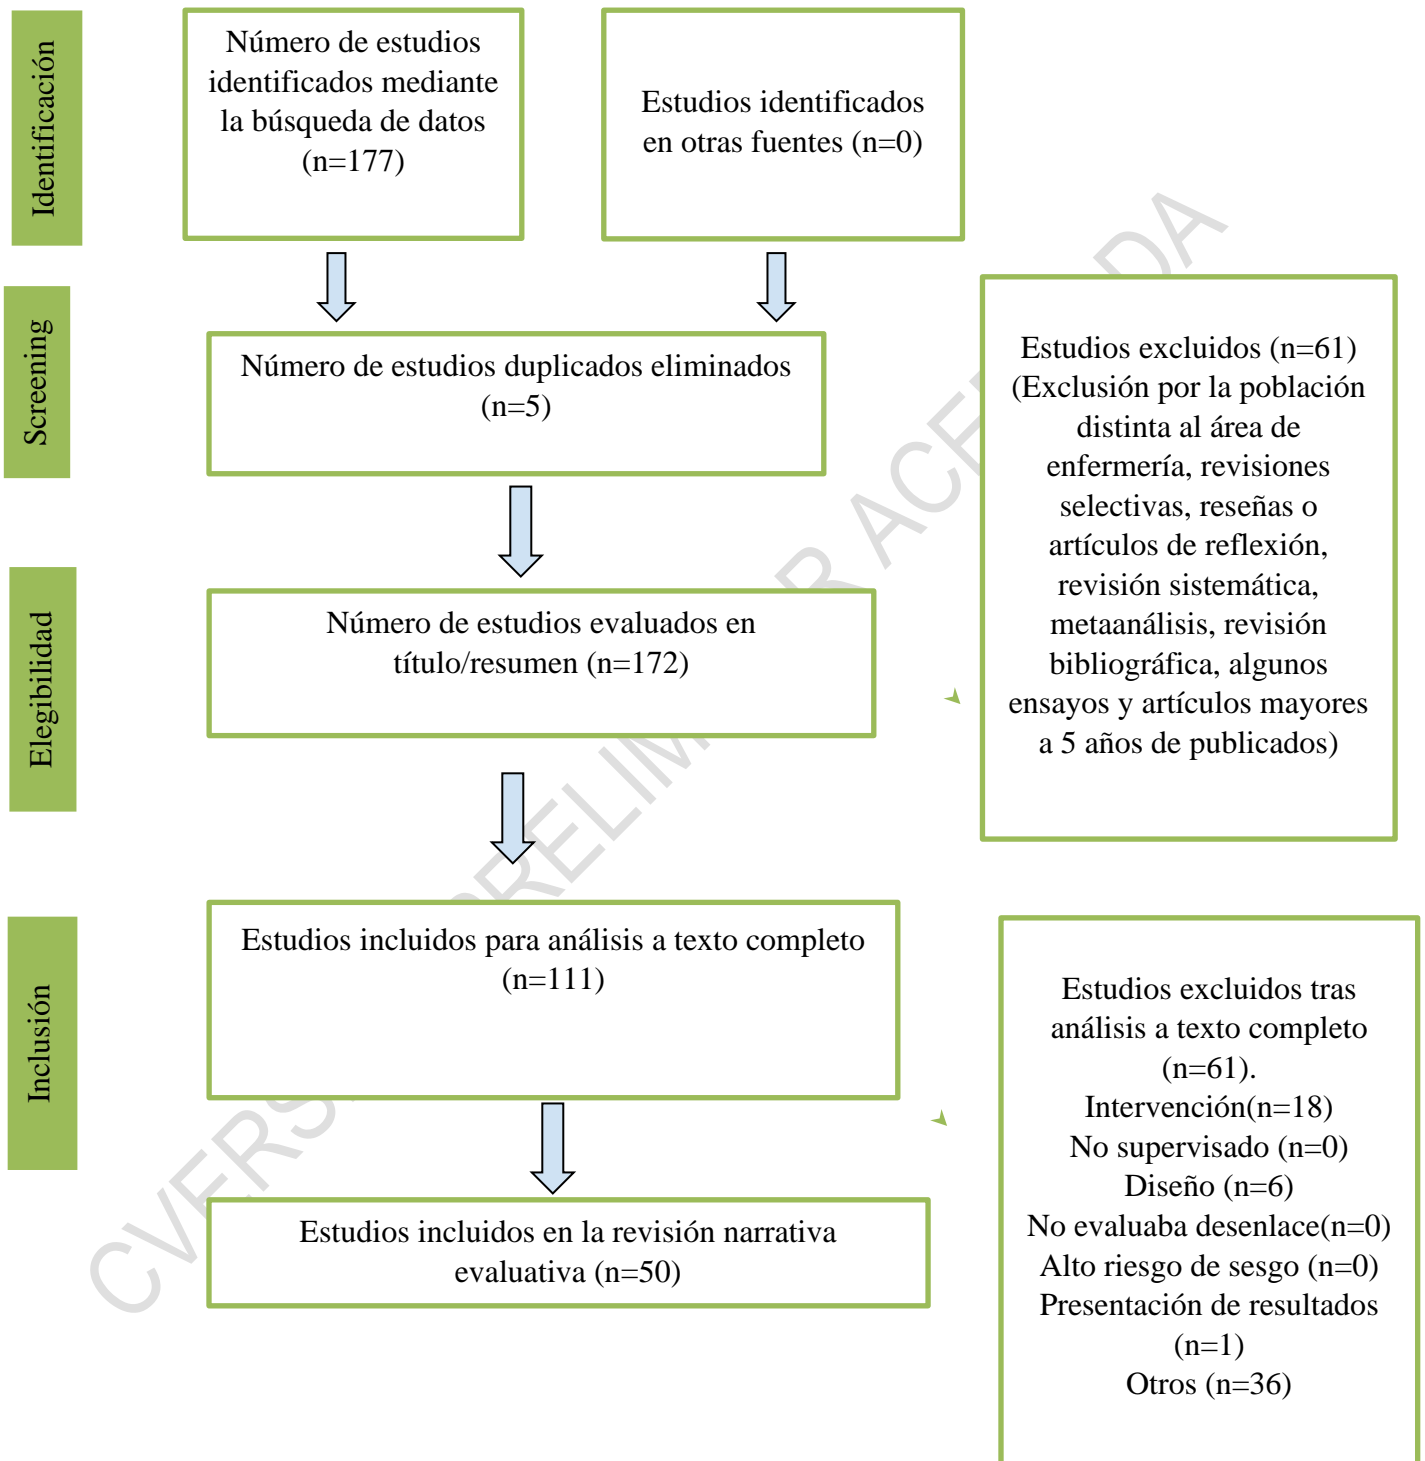 Identificación
Número de estudios
identificados mediante
la búsqueda de datos
(n=177)
Estudios identificados
en otras fuentes (n=0)
Screening
Número de estudios duplicados eliminados
(n=5)
Estudios excluidos (n=61)
(Exclusión por la población
distinta al área de
enfermería, revisiones
selectivas, reseñas o
artículos de reflexión,
revisión sistemática,
metaanálisis, revisión
bibliográfica, algunos
ensayos y artículos mayores
a 5 años de publicados)
Elegibilidad
Número de estudios evaluados en
título/resumen (n=172)
Inclusión
Estudios incluidos para análisis a texto completo
(n=111)
Estudios excluidos tras
análisis a texto completo
(n=61).
Intervención(n=18)
No supervisado (n=0)
Diseño (n=6)
No evaluaba desenlace(n=0)
Alto riesgo de sesgo (n=0)
Presentación de resultados
(n=1)
Otros (n=36)
Estudios incluidos en la revisión narrativa
evaluativa (n=50)